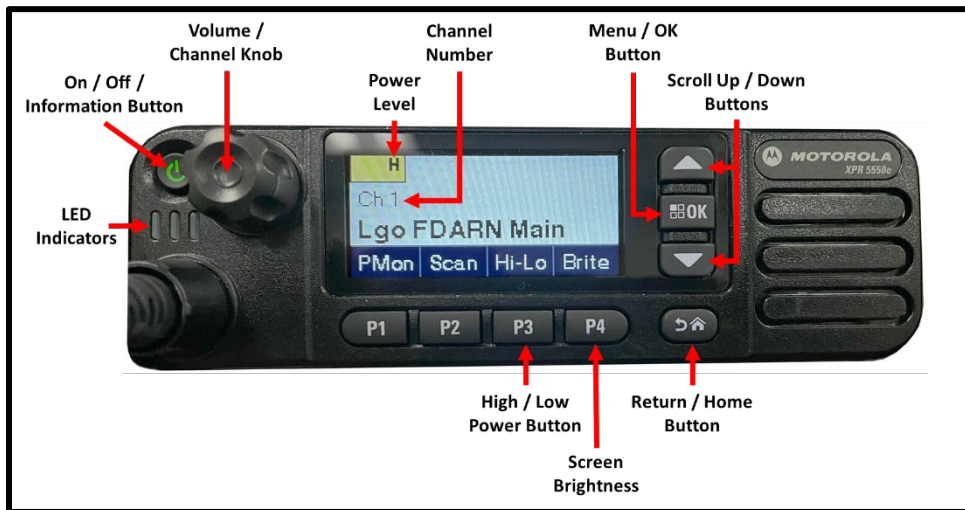 Volume /
Channel Knob
Channel
Number
Menu / OK
Button
On / Off /
Information Button
Power
Level
Scroll Up / Down
Buttons
LED
Indicators
H
Ch 1
Lgo FDARN Main
PMon Scan Hi-Lo Brite
OK
MOTOROLA
XPR 5550e
P1 P2 P3 P4
High / Low
Power Button
Return / Home
Button
Screen
Brightness